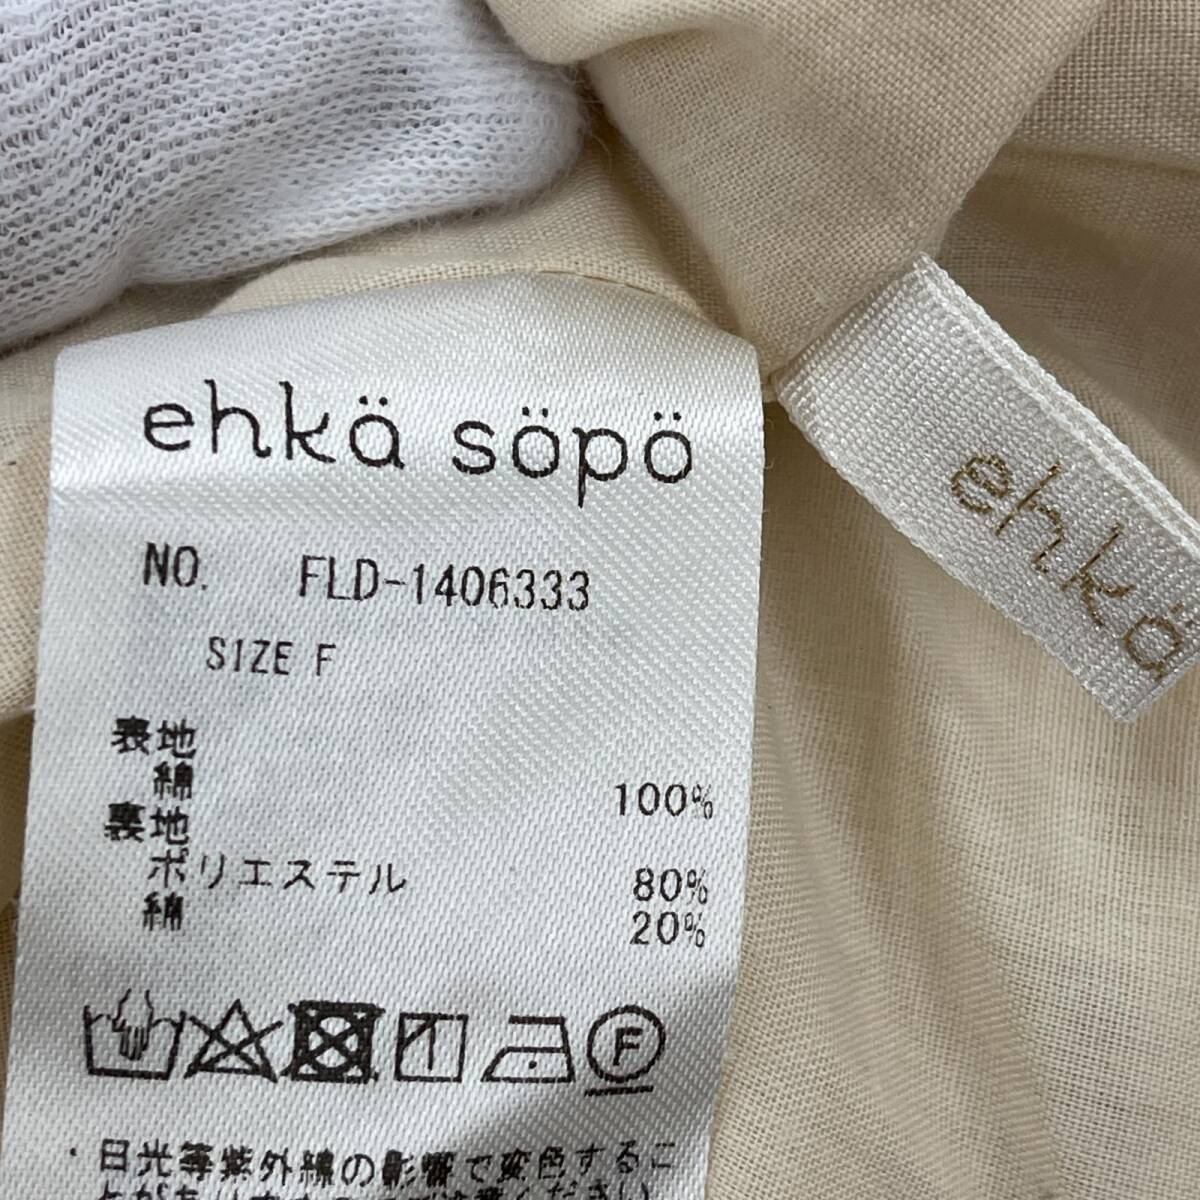 ehkä söpö
NO. FLD-1406333
SIZE F
表地
綿 100%
裏地
ポリエステル 80%
綿 20%
F
・日光等紫外線の影響で変色するこ
ehkä